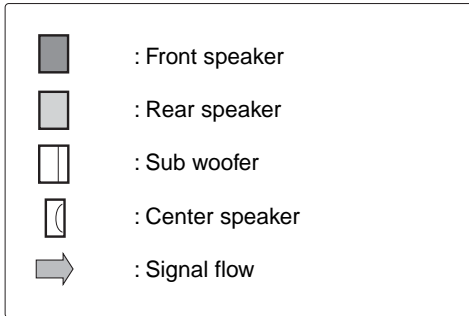 : Front speaker
: Rear speaker
: Sub woofer
: Center speaker
: Signal flow